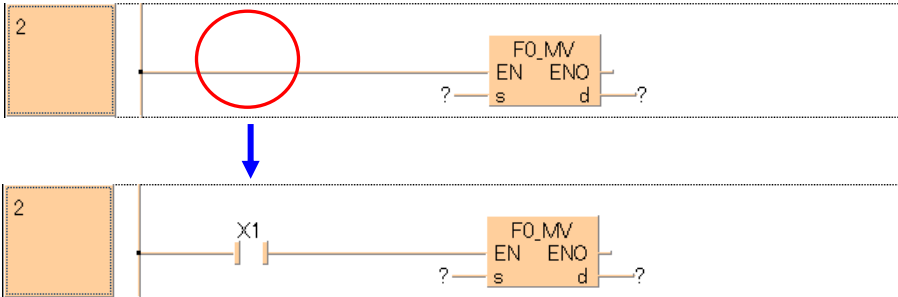 2
F0_MV
EN ENO
? s d ?
2
X1
F0_MV
EN ENO
? s d ?